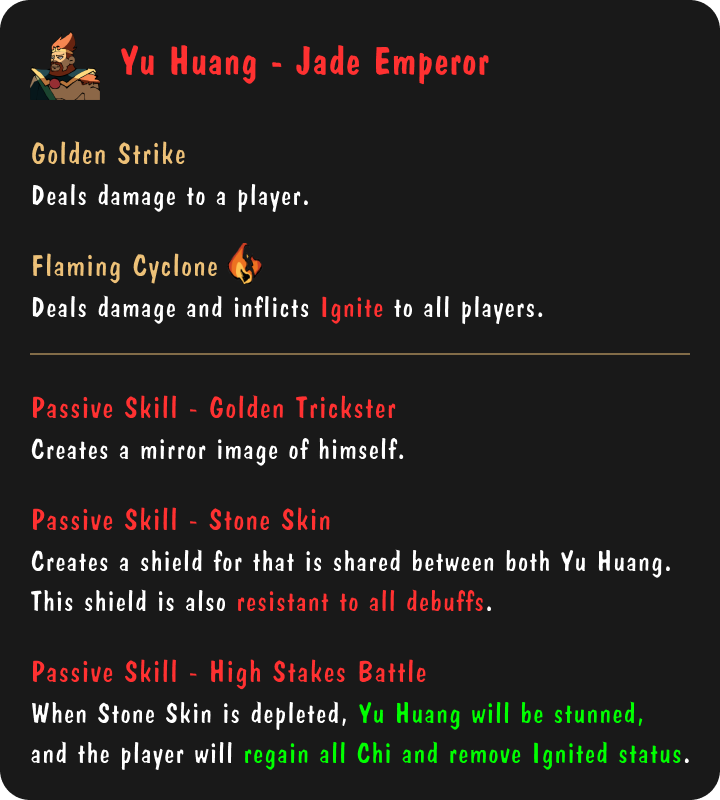 Yu Huang - Jade Emperor
Golden Strike
Deals damage to a player.
Flaming Cyclone
Deals damage and inflicts Ignite to all players.
Passive Skill - Golden Trickster
Creates a mirror image of himself.
Passive Skill - Stone Skin
Creates a shield for that is shared between both Yu Huang.
This shield is also resistant to all debuffs.
Passive Skill - High Stakes Battle
When Stone Skin is depleted, Yu Huang will be stunned,
and the player will regain all Chi and remove Ignited status.